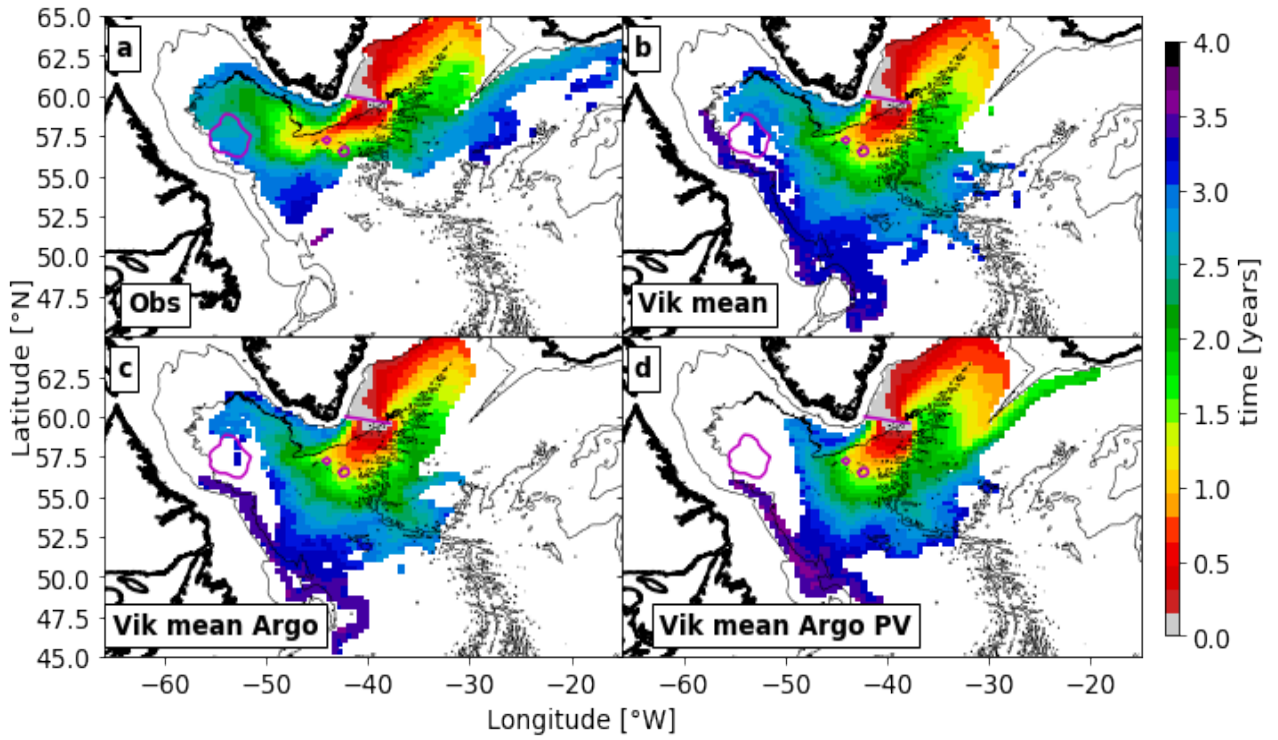 65.0
a
b
4.0
62.5
3.5
60.0
57.5
3.0
55.0
52.5
2.5
50.0
Obs
Vik mean
47.5
2.0
c
d
62.5
1.5
60.0
57.5
1.0
55.0
52.5
0.5
50.0
Vik mean Argo
Vik mean Argo PV
47.5
0.0
45.0
−60 −50 −40 −30 −20 −60 −50 −40 −30 −20
Longitude [°W]
Latitude [°N]
time [years]